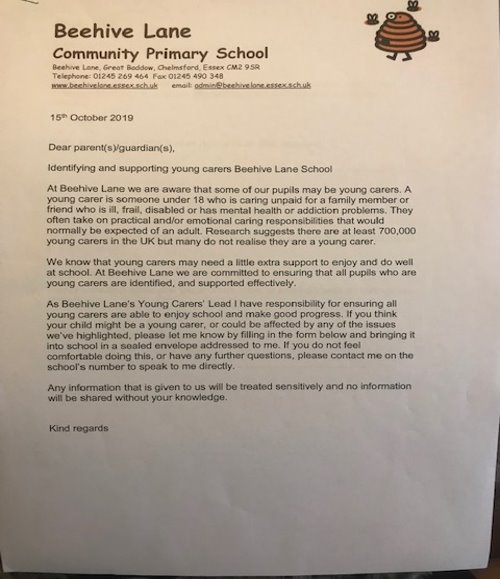 Beehive Lane
Community Primary School
Beehive Lane, Great Baddow, Chelmsford, Essex CM2 9SR
Telephone: 01245 269 464 Fax 01245 490 348
www.beehivelane.essex.sch.uk email: admin@beehivelane.essex.sch.uk
15th October 2019
Dear parent(s)/guardian(s),
Identifying and supporting young carers Beehive Lane School
At Beehive Lane we are aware that some of our pupils may be young carers. A
young carer is someone under 18 who is caring unpaid for a family member or
friend who is ill, frail, disabled or has mental health or addiction problems. They
often take on practical and/or emotional caring responsibilities that would
normally be expected of an adult. Research suggests there are at least 700,000
young carers in the UK but many do not realise they are a young carer.
We know that young carers may need a little extra support to enjoy and do well
at school. At Beehive Lane we are committed to ensuring that all pupils who are
young carers are identified, and supported effectively.
As Beehive Lane's Young Carers' Lead I have responsibility for ensuring all
young carers are able to enjoy school and make good progress. If you think
your child might be a young carer, or could be affected by any of the issues
we've highlighted, please let me know by filling in the form below and bringing it
into school in a sealed envelope addressed to me. If you do not feel
comfortable doing this, or have any further questions, please contact me on the
school's number to speak to me directly.
Any information that is given to us will be treated sensitively and no information
will be shared without your knowledge.
Kind regards